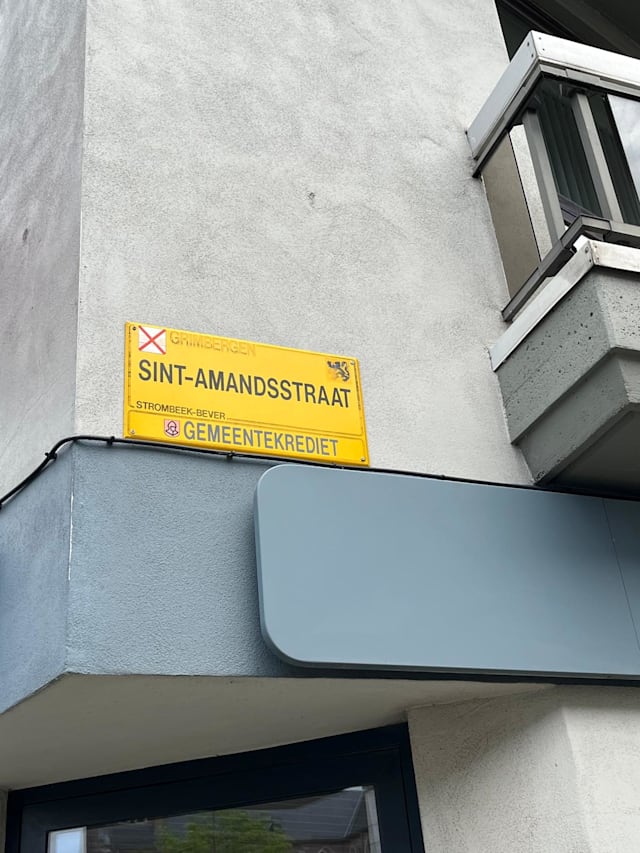 GRIMBERGEN
SINT-AMANDSSTRAAT
STROMBEEK-BEVER
GEMEENTEKREDIET